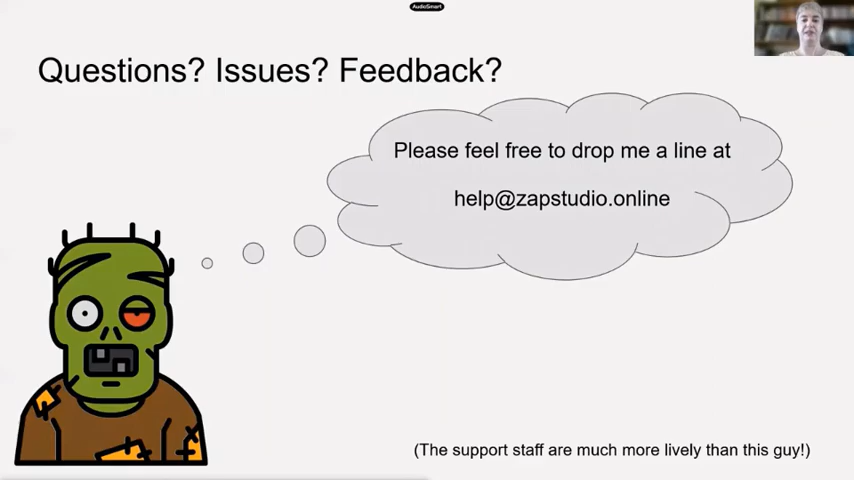 AudioSmart
Questions? Issues? Feedback?
Please feel free to drop me a line at
help@zapstudio.online
(The support staff are much more lively than this guy!)